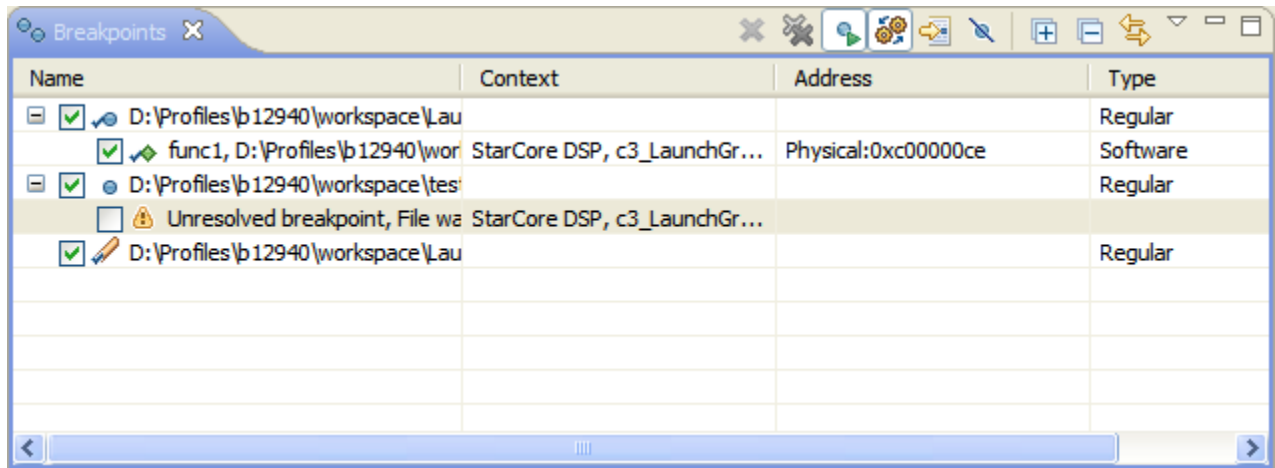 Breakpoints
Name Context Address Type
D:\Profiles\b12940\workspace\Lau Regular
func1, D:\Profiles\b12940\wor StarCore DSP, c3_LaunchGr... Physical:0xc00000ce Software
D:\Profiles\b12940\workspace\tes Regular
Unresolved breakpoint, File wa StarCore DSP, c3_LaunchGr...
D:\Profiles\b12940\workspace\Lau Regular